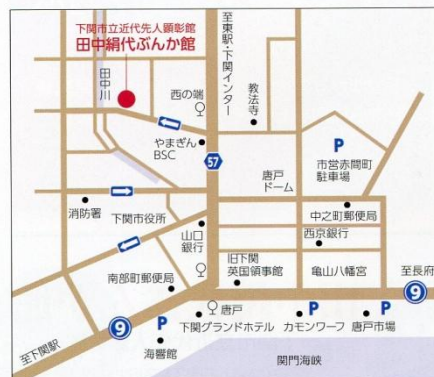 下関市立近代先人顕彰館
田中絹代ぶんか館
至東駅・下関インター
田中川
西の端
教法寺
やまぎん
BSC
57
P
市営赤間町
駐車場
唐戸
ドーム
消防署
下関市役所
中之町郵便局
山口
銀行
西京銀行
南部町郵便局
旧下関
英国領事館
亀山八幡宮
至長府
9
唐戸
P
P
至下関駅
9
P
海響館
下関グランドホテル
カモンワーフ
唐戸市場
関門海峡